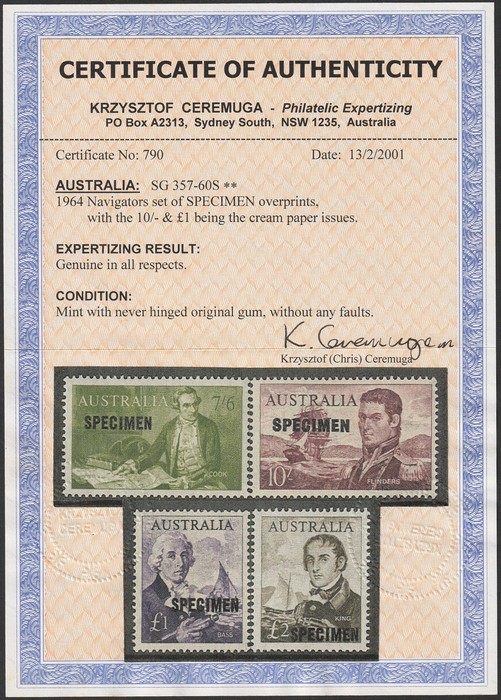 CERTIFICATE OF AUTHENTICITY
KRZYSZTOF CEREMUGA - Philatelic Expertizing
PO Box A2313, Sydney South, NSW 1235, Australia
Certificate No: 790 Date: 13/2/2001
AUSTRALIA: SG 357-60S **
1964 Navigators set of SPECIMEN overprints,
with the 10/- & £1 being the cream paper issues.
EXPERTIZING RESULT:
Genuine in all respects.
CONDITION:
Mint with never hinged original gum, without any faults.
K. Ceremuga
Krzysztof (Chris) Ceremuga
AUSTRALIA 7/6
SPECIMEN
COOK
AUSTRALIA
SPECIMEN
10/-
FLINDERS
AUSTRALIA
SPECIMEN
£1
BASS
AUSTRALIA
KING
£2
SPECIMEN